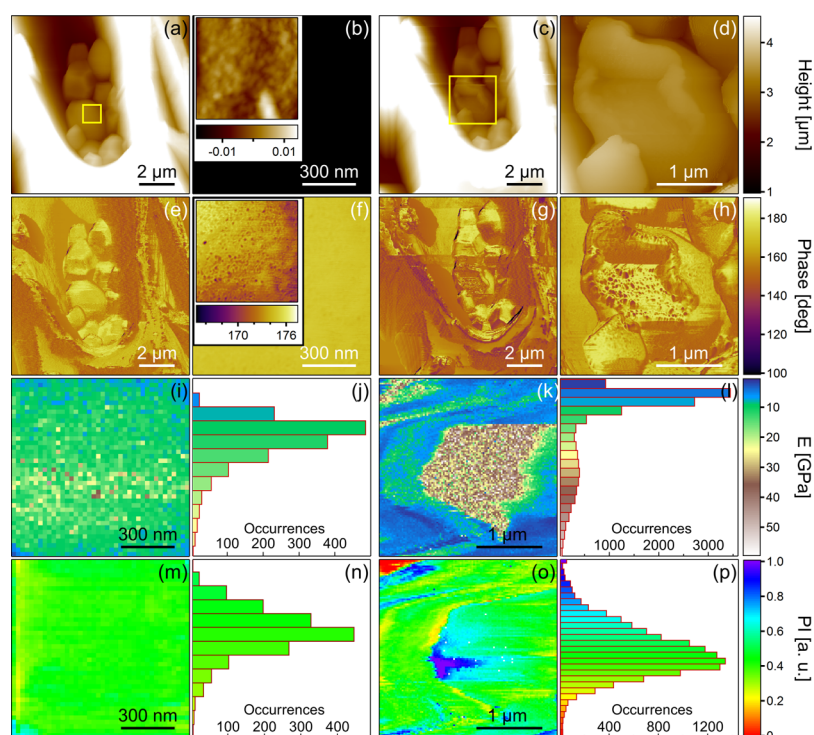 (a)
2 µm
(b)
-0.01
0.01
300 nm
(c)
2 µm
(d)
1 µm
4
3
2
1
Height [µm]
(e)
2 µm
(f)
170
176
300 nm
(g)
2 µm
(h)
1 µm
180
160
140
120
100
Phase [deg]
(i)
300 nm
(j)
Occurrences
100 200 300 400
(k)
1 µm
(l)
Occurrences
1000 2000 3400
10
20
30
40
50
E [GPa]
(m)
300 nm
(n)
Occurrences
100 200 300 400
(o)
1 µm
(p)
Occurrences
400 800 1200
1.0
0.8
0.6
0.4
0.2
0
PI [a. u.]